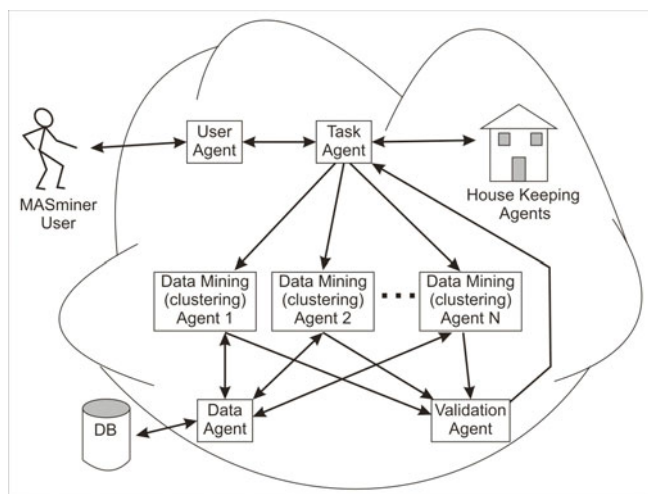 User
Agent
Task
Agent
MASminer
User
House Keeping
Agents
Data Mining
(clustering)
Agent 1
Data Mining
(clustering)
Agent 2
Data Mining
(clustering)
Agent N
DB
Data
Agent
Validation
Agent